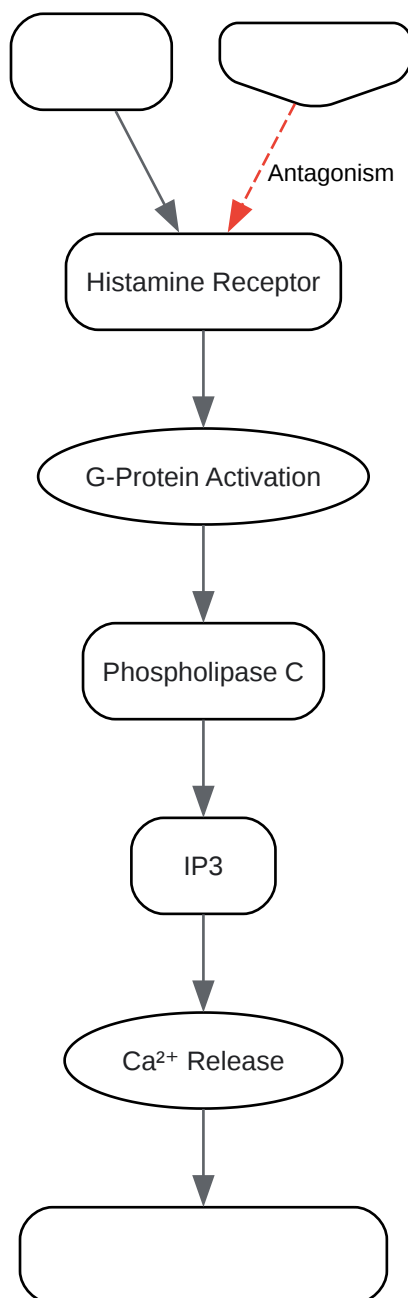 Antagonism
Histamine Receptor
G-Protein Activation
Phospholipase C
IP3
Ca²⁺ Release